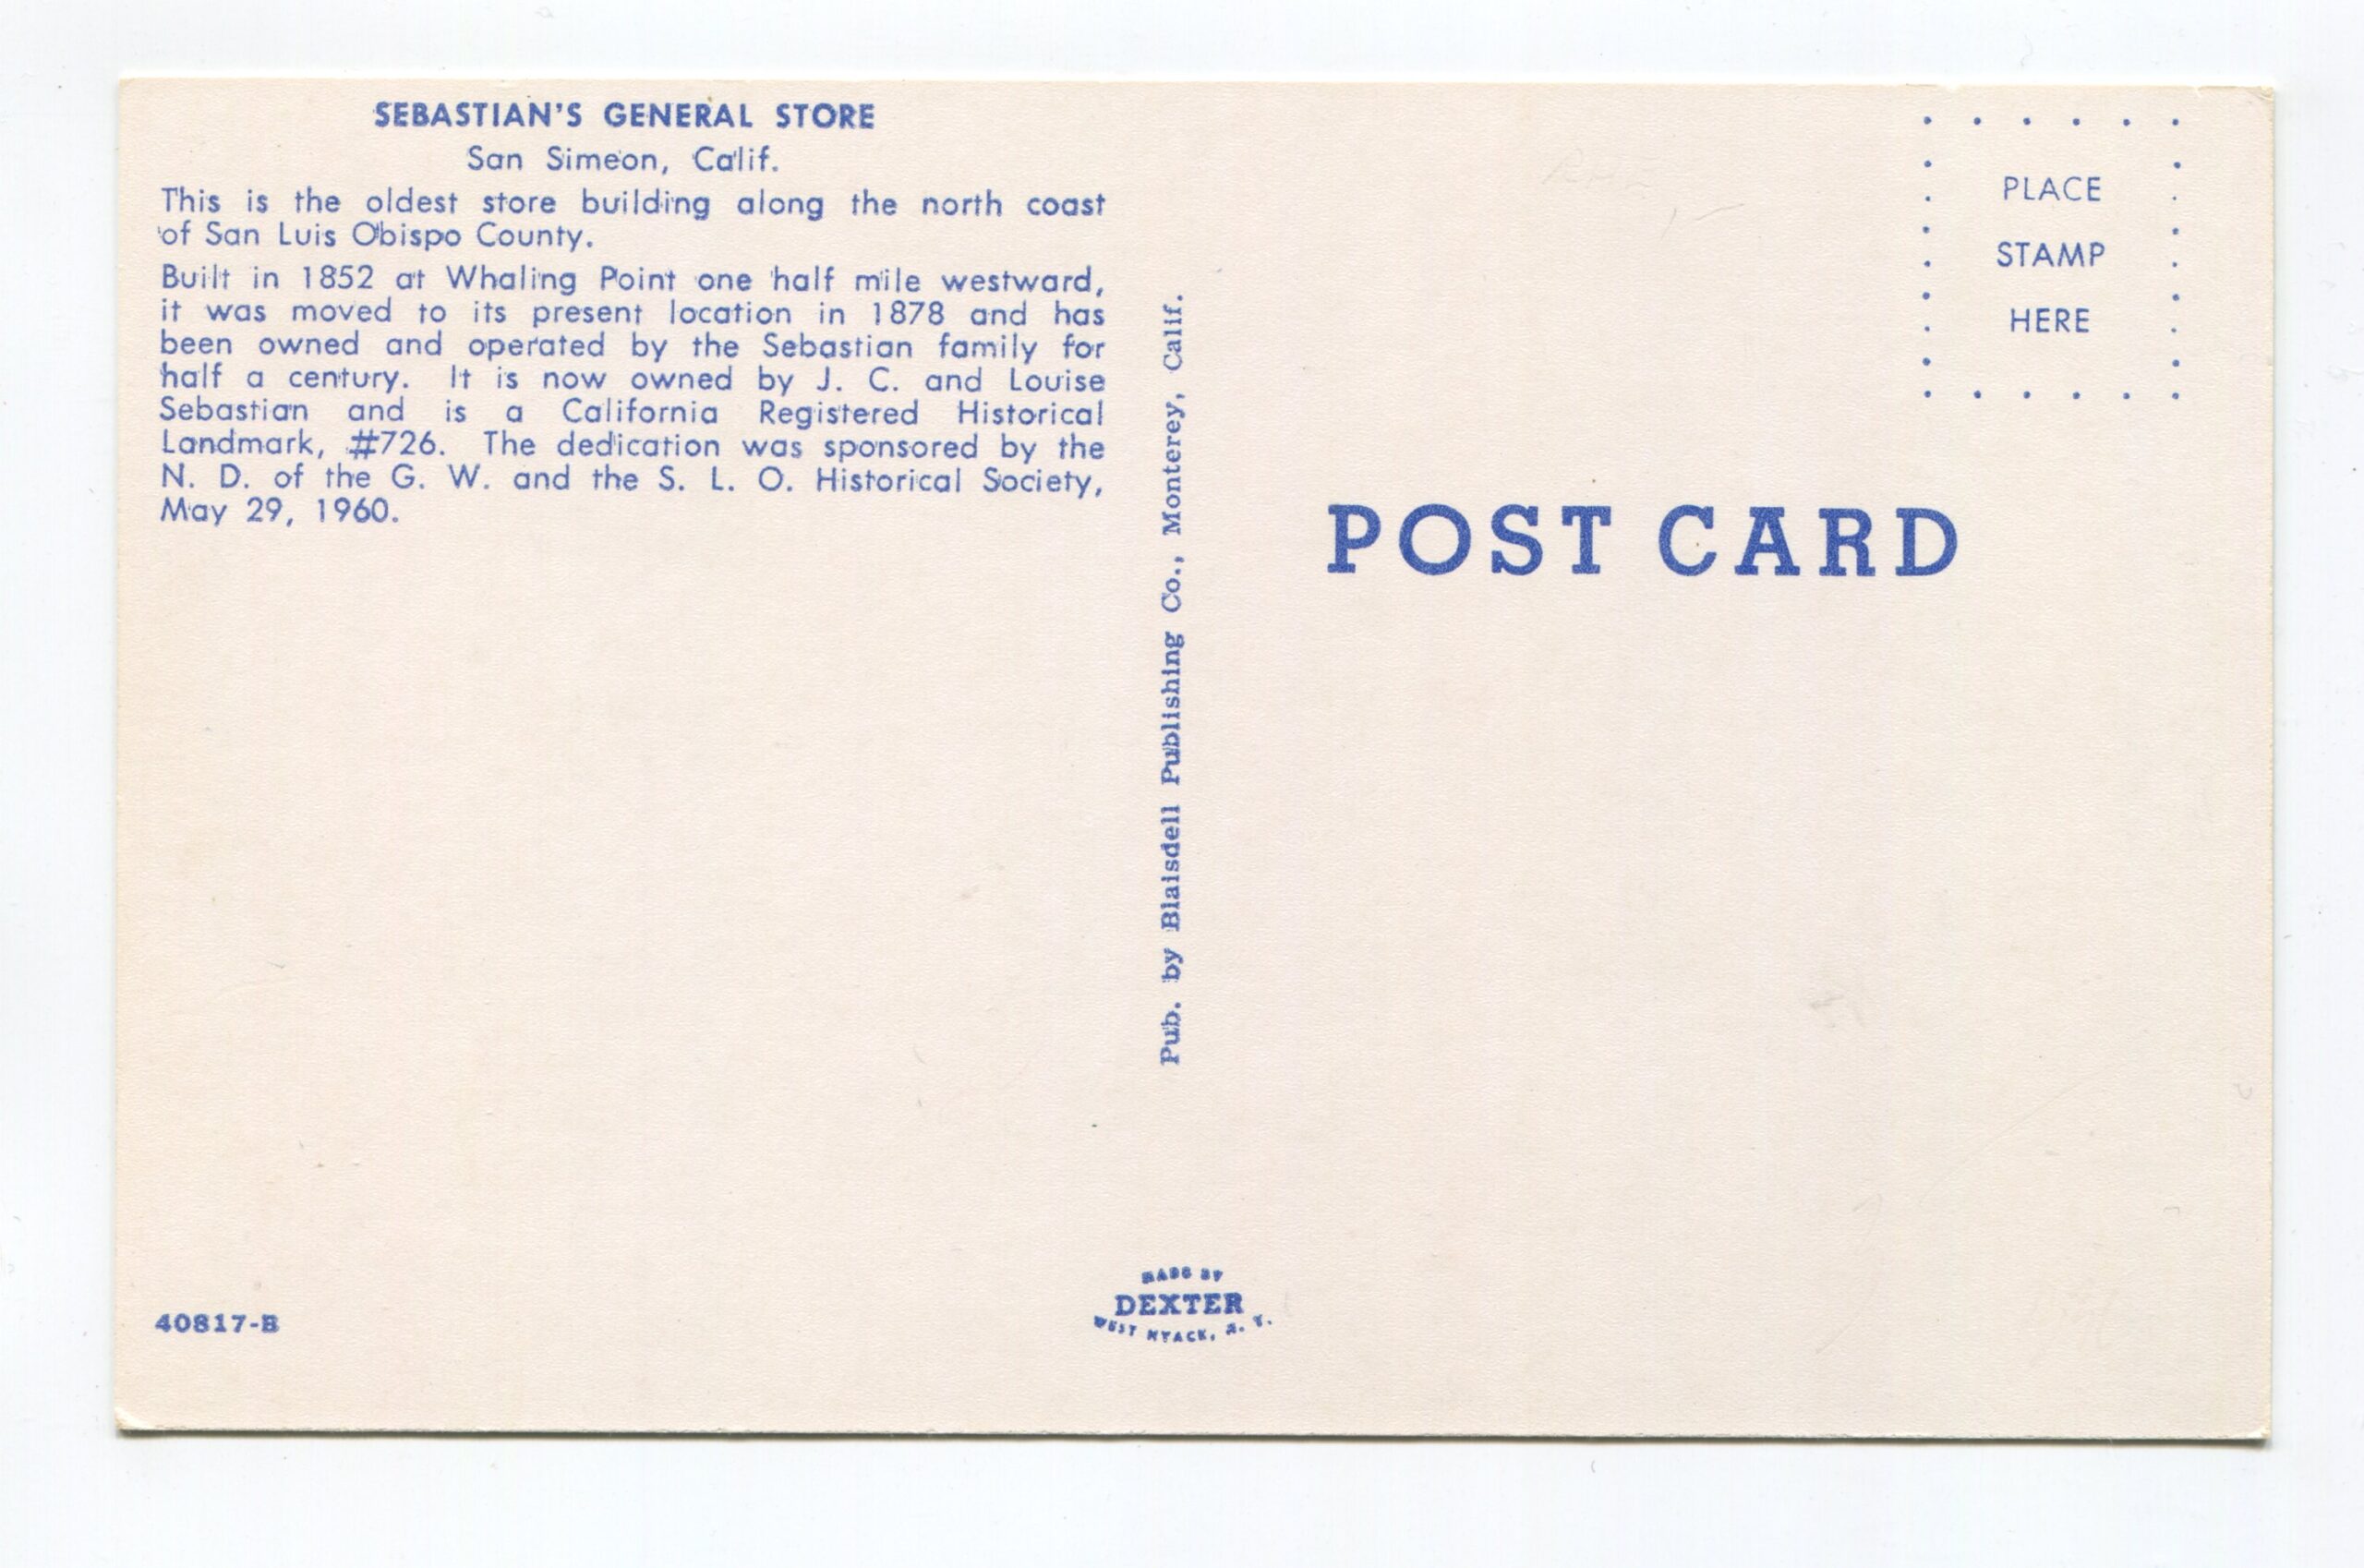 SEBASTIAN'S GENERAL STORE
San Simeon, Calif.
This is the oldest store building along the north coast
of San Luis Obispo County.
Built in 1852 at Whaling Point one half mile westward,
it was moved to its present location in 1878 and has
been owned and operated by the Sebastian family for
half a century. It is now owned by J. C. and Louise
Sebastian and is a California Registered Historical
Landmark, #726. The dedication was sponsored by the
N. D. of the G. W. and the S. L. O. Historical Society,
May 29, 1960.
40817-B
Pub. by Blaisdell Publishing Co., Monterey, Calif.
MADE BY
DEXTER
WEST NYACK, N. Y.
PLACE
STAMP
HERE
POST CARD